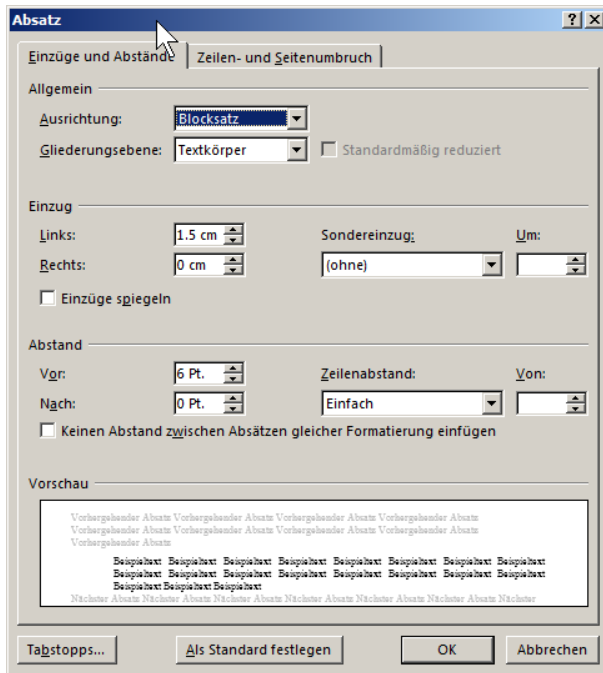 Absatz
Einzüge und Abstände Zeilen- und Seitenumbruch
Allgemein
Ausrichtung: Blocksatz
Gliederungsebene: Textkörper Standardmäßig reduziert
Einzug
Links: 1.5 cm Sondereinzug: Um:
Rechts: 0 cm (ohne)
Einzüge spiegeln
Abstand
Vor: 6 Pt. Zeilenabstand: Von:
Nach: 0 Pt. Einfach
Keinen Abstand zwischen Absätzen gleicher Formatierung einfügen
Vorschau
Vorhergehender Absatz Vorhergehender Absatz Vorhergehender Absatz Vorhergehender Absatz
Vorhergehender Absatz Vorhergehender Absatz Vorhergehender Absatz Vorhergehender Absatz
Vorhergehender Absatz
Beispieltext Beispieltext Beispieltext Beispieltext Beispieltext Beispieltext Beispieltext Beispieltext
Beispieltext Beispieltext Beispieltext Beispieltext Beispieltext Beispieltext Beispieltext Beispieltext
Beispieltext Beispieltext Beispieltext
Nächster Absatz Nächster Absatz Nächster Absatz Nächster Absatz Nächster Absatz Nächster
Tabstopps... Als Standard festlegen OK Abbrechen